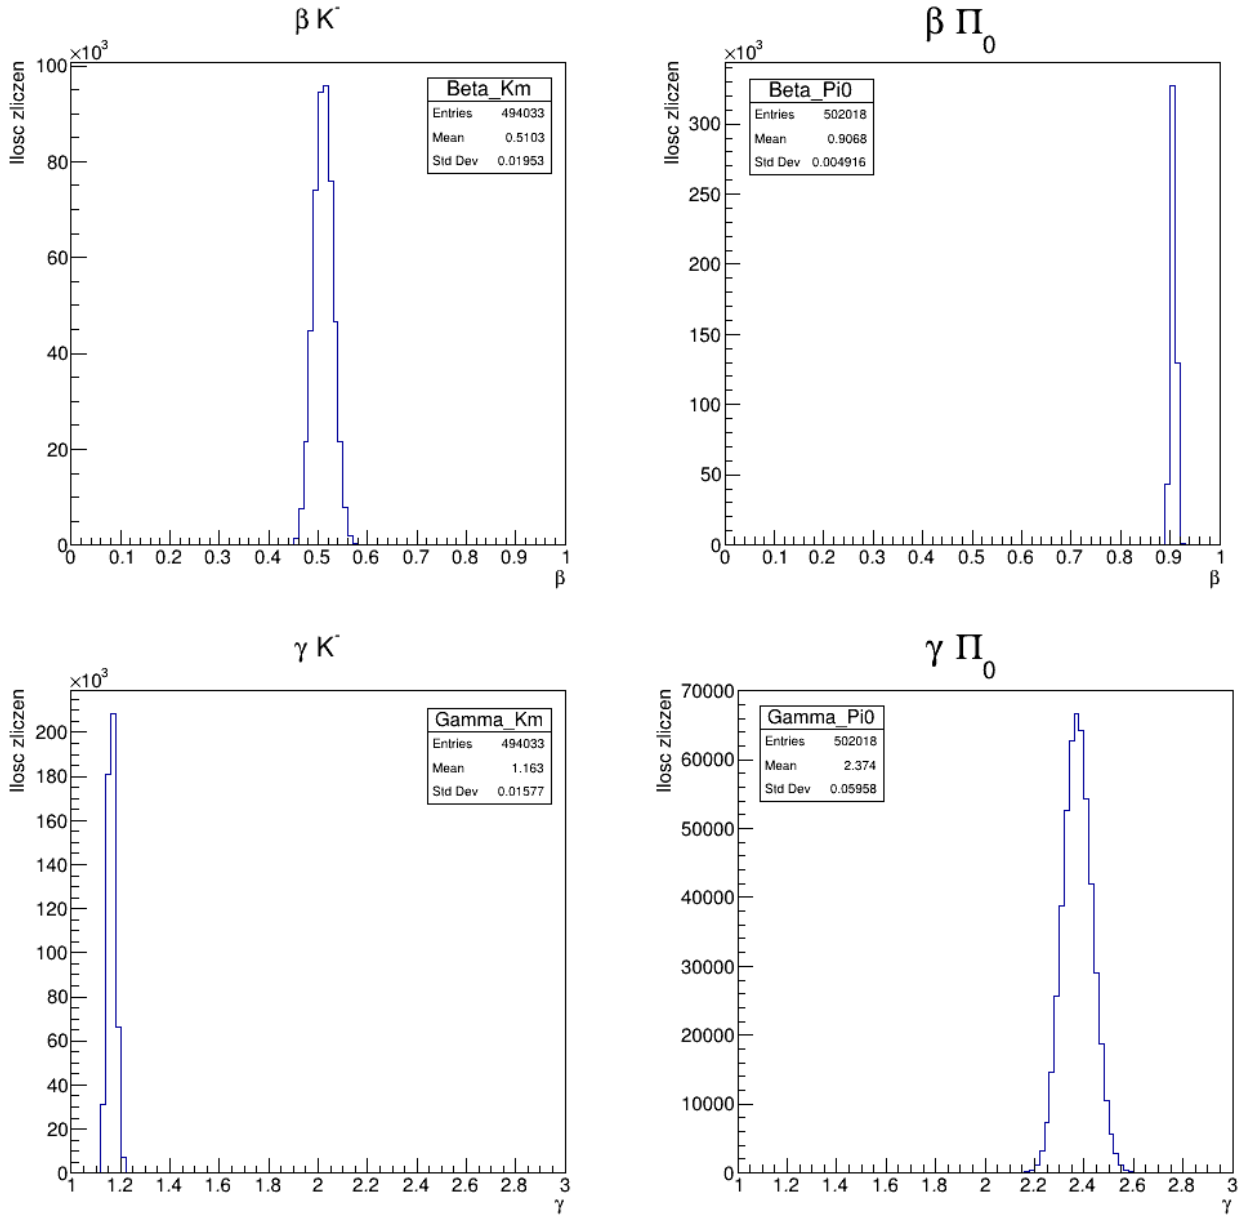 β K⁻
×10³
Ilosc zliczen
100
80
60
40
20
0
0 0.1 0.2 0.3 0.4 0.5 0.6 0.7 0.8 0.9 1
β
Beta_Km
Entries 494033
Mean 0.5103
Std Dev 0.01953
β Π₀
×10³
Ilosc zliczen
300
250
200
150
100
50
0
0 0.1 0.2 0.3 0.4 0.5 0.6 0.7 0.8 0.9 1
β
Beta_Pi0
Entries 502018
Mean 0.9068
Std Dev 0.004916
γ K⁻
×10³
Ilosc zliczen
200
180
160
140
120
100
80
60
40
20
0
1 1.2 1.4 1.6 1.8 2 2.2 2.4 2.6 2.8 3
γ
Gamma_Km
Entries 494033
Mean 1.163
Std Dev 0.01577
γ Π₀
Ilosc zliczen
70000
60000
50000
40000
30000
20000
10000
0
1 1.2 1.4 1.6 1.8 2 2.2 2.4 2.6 2.8 3
γ
Gamma_Pi0
Entries 502018
Mean 2.374
Std Dev 0.05958